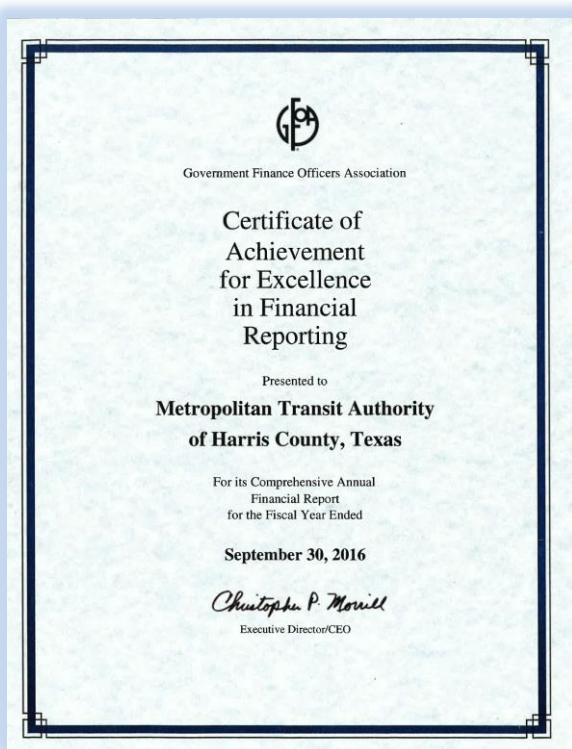 GFOA
Government Finance Officers Association
Certificate of
Achievement
for Excellence
in Financial
Reporting
Presented to
Metropolitan Transit Authority
of Harris County, Texas
For its Comprehensive Annual
Financial Report
for the Fiscal Year Ended
September 30, 2016
Christopher P. Morrill
Executive Director/CEO